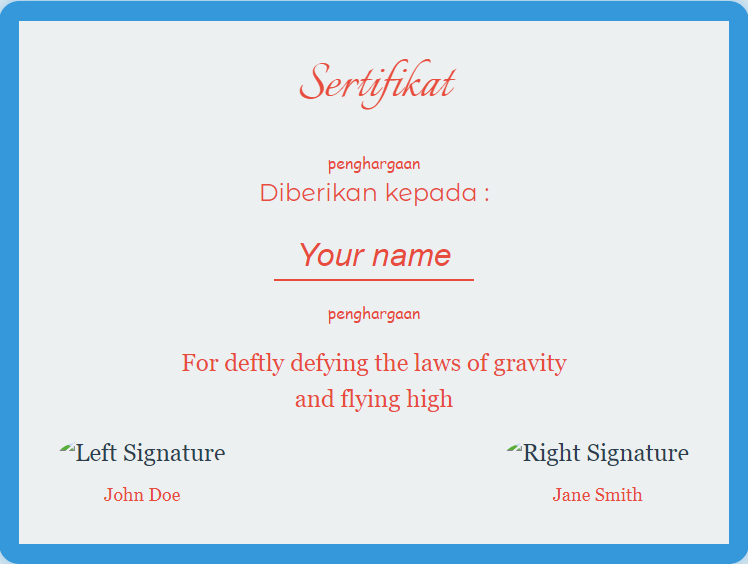 Sertifikat
penghargaan
Diberikan kepada :
Your name
penghargaan
For deftly defying the laws of gravity
and flying high
Left Signature Right Signature
John Doe Jane Smith